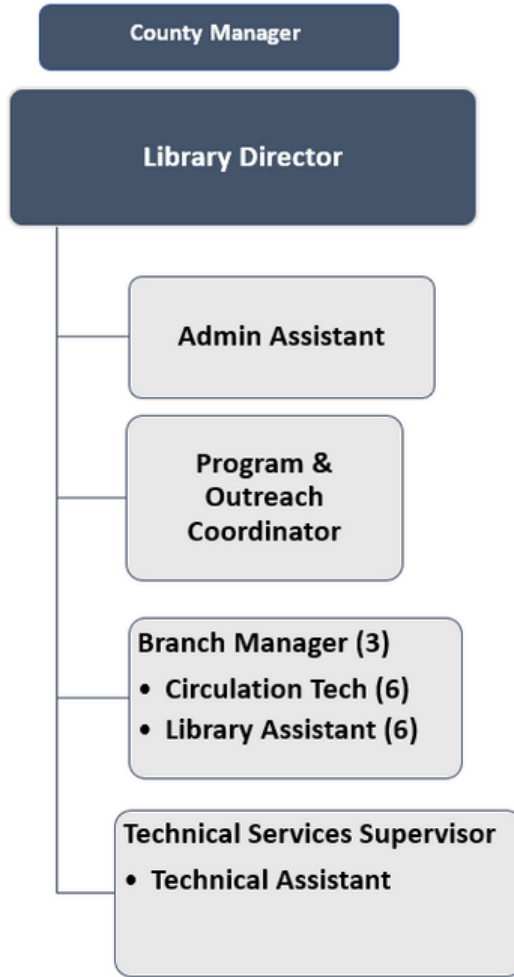 County Manager
Library Director
Admin Assistant
Program &
Outreach
Coordinator
Branch Manager (3)
• Circulation Tech (6)
• Library Assistant (6)
Technical Services Supervisor
• Technical Assistant